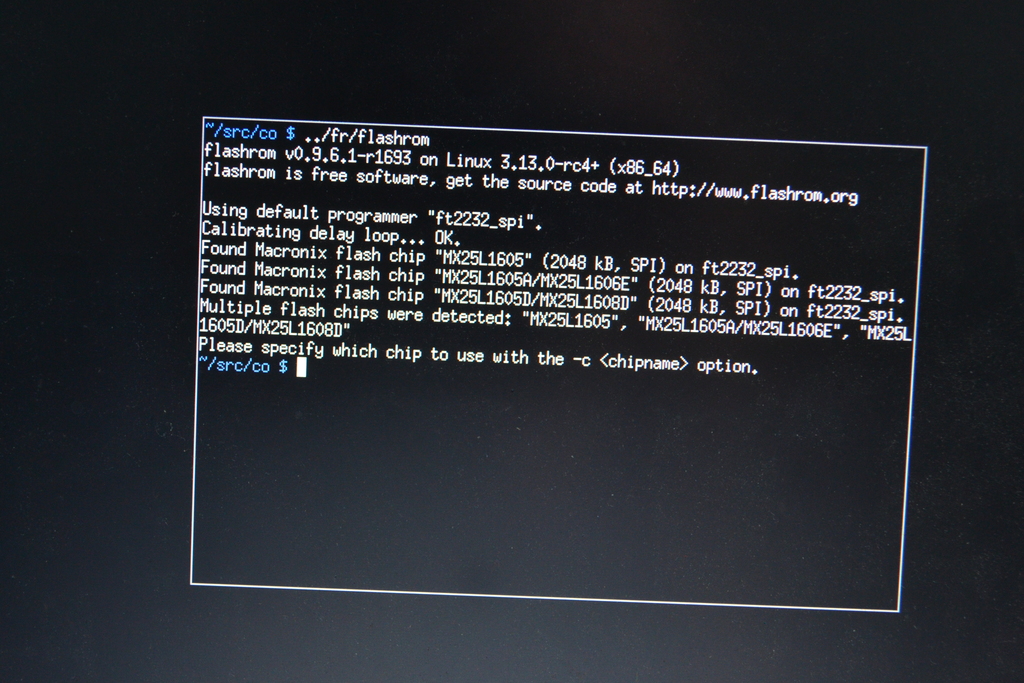 ~/src/co $ ../fr/flashrom
flashrom v0.9.6.1-r1693 on Linux 3.13.0-rc4+ (x86_64)
flashrom is free software, get the source code at http://www.flashrom.org
Using default programmer "ft2232_spi".
Calibrating delay loop... OK.
Found Macronix flash chip "MX25L1605" (2048 kB, SPI) on ft2232_spi.
Found Macronix flash chip "MX25L1605A/MX25L1606E" (2048 kB, SPI) on ft2232_spi.
Found Macronix flash chip "MX25L1605D/MX25L1608D" (2048 kB, SPI) on ft2232_spi.
Multiple flash chips were detected: "MX25L1605", "MX25L1605A/MX25L1606E", "MX25L
1605D/MX25L1608D"
Please specify which chip to use with the -c <chipname> option.
~/src/co $